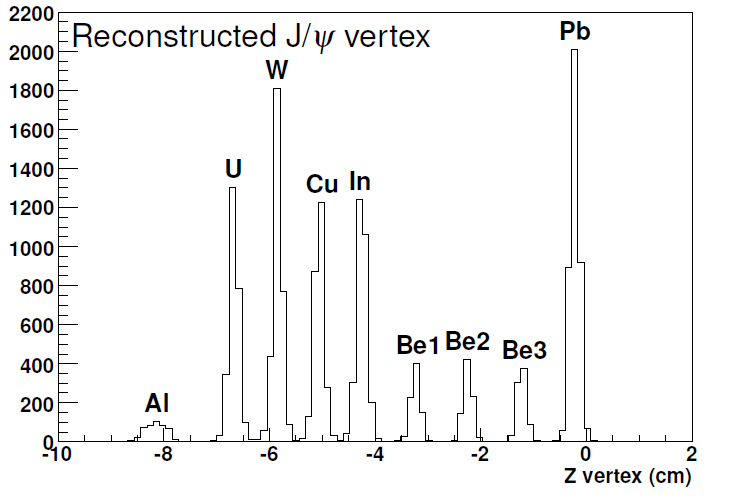 2200
Reconstructed J/ψ vertex
Pb
2000
W
1800
1600
1400
U
Cu In
1200
1000
800
600
Be1 Be2 Be3
400
Al
200
0
-10 -8 -6 -4 -2 0 2
Z vertex (cm)